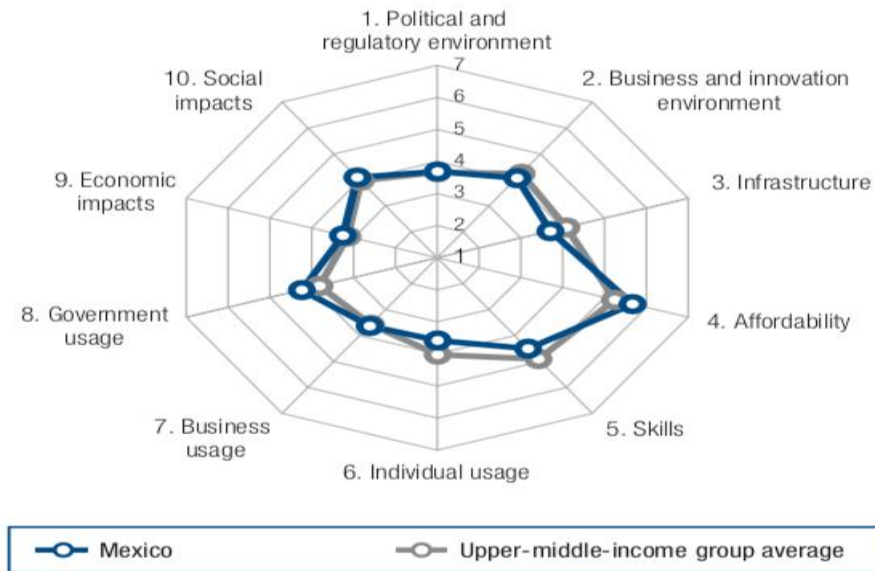 1. Political and
regulatory environment
2. Business and innovation
environment
3. Infrastructure
4. Affordability
5. Skills
6. Individual usage
7. Business
usage
8. Government
usage
9. Economic
impacts
10. Social
impacts
7
6
5
4
3
2
1
Mexico
Upper-middle-income group average